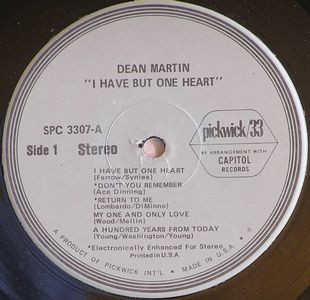 DEAN MARTIN
"I HAVE BUT ONE HEART"
SPC 3307-A
Side 1 Stereo
pickwick/33
BY ARRANGEMENT WITH
CAPITOL
RECORDS
I HAVE BUT ONE HEART
(Farrow/Symes)
*DON'T YOU REMEMBER
(Ace Dinning)
*RETURN TO ME
(Lombardo/DiMinno)
MY ONE AND ONLY LOVE
(Wood/Mellin)
A HUNDRED YEARS FROM TODAY
(Young/Washington/Young)
*Electronically Enhanced For Stereo
Printed in U.S.A.
A PRODUCT OF PICKWICK INT'L • MADE IN U.S.A.